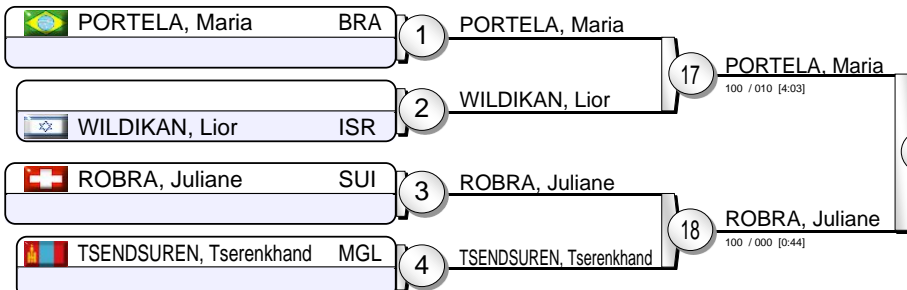 PORTELA, Maria BRA
1
PORTELA, Maria
WILDIKAN, Lior ISR
2
WILDIKAN, Lior
17
PORTELA, Maria
100 / 010 [4:03]
ROBRA, Juliane SUI
3
ROBRA, Juliane
TSENDSUREN, Tserenkhand MGL
4
TSENDSUREN, Tserenkhand
18
ROBRA, Juliane
100 / 000 [0:44]